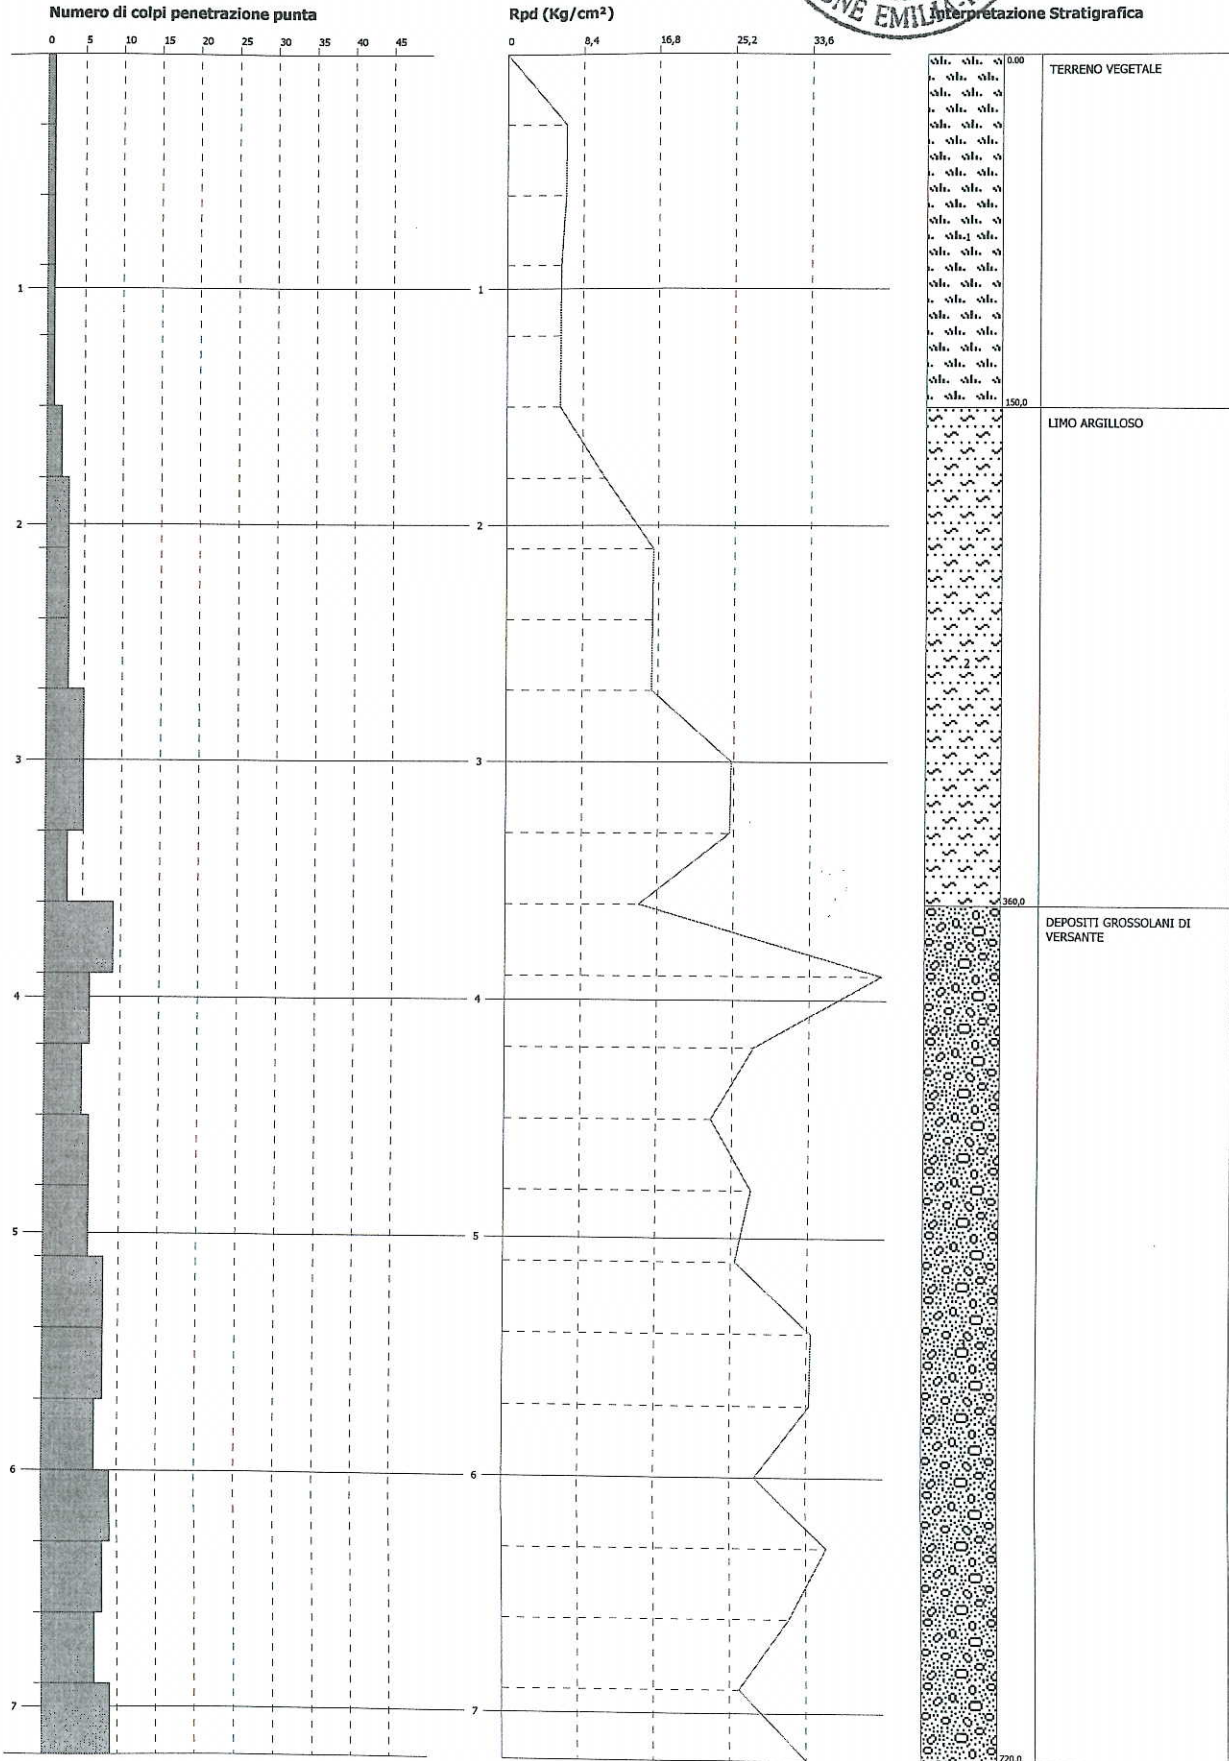 Numero di colpi penetrazione punta
Rpd (Kg/cm²)
Interpretazione Stratigrafica
0 5 10 15 20 25 30 35 40 45
0 8,4 16,8 25,2 33,6
0.00
TERRENO VEGETALE
1
1
1
150,0
LIMO ARGILLOSO
2
2
2
3
3
360,0
DEPOSITI GROSSOLANI DI
VERSANTE
4
4
5
5
6
6
7
7
720,0